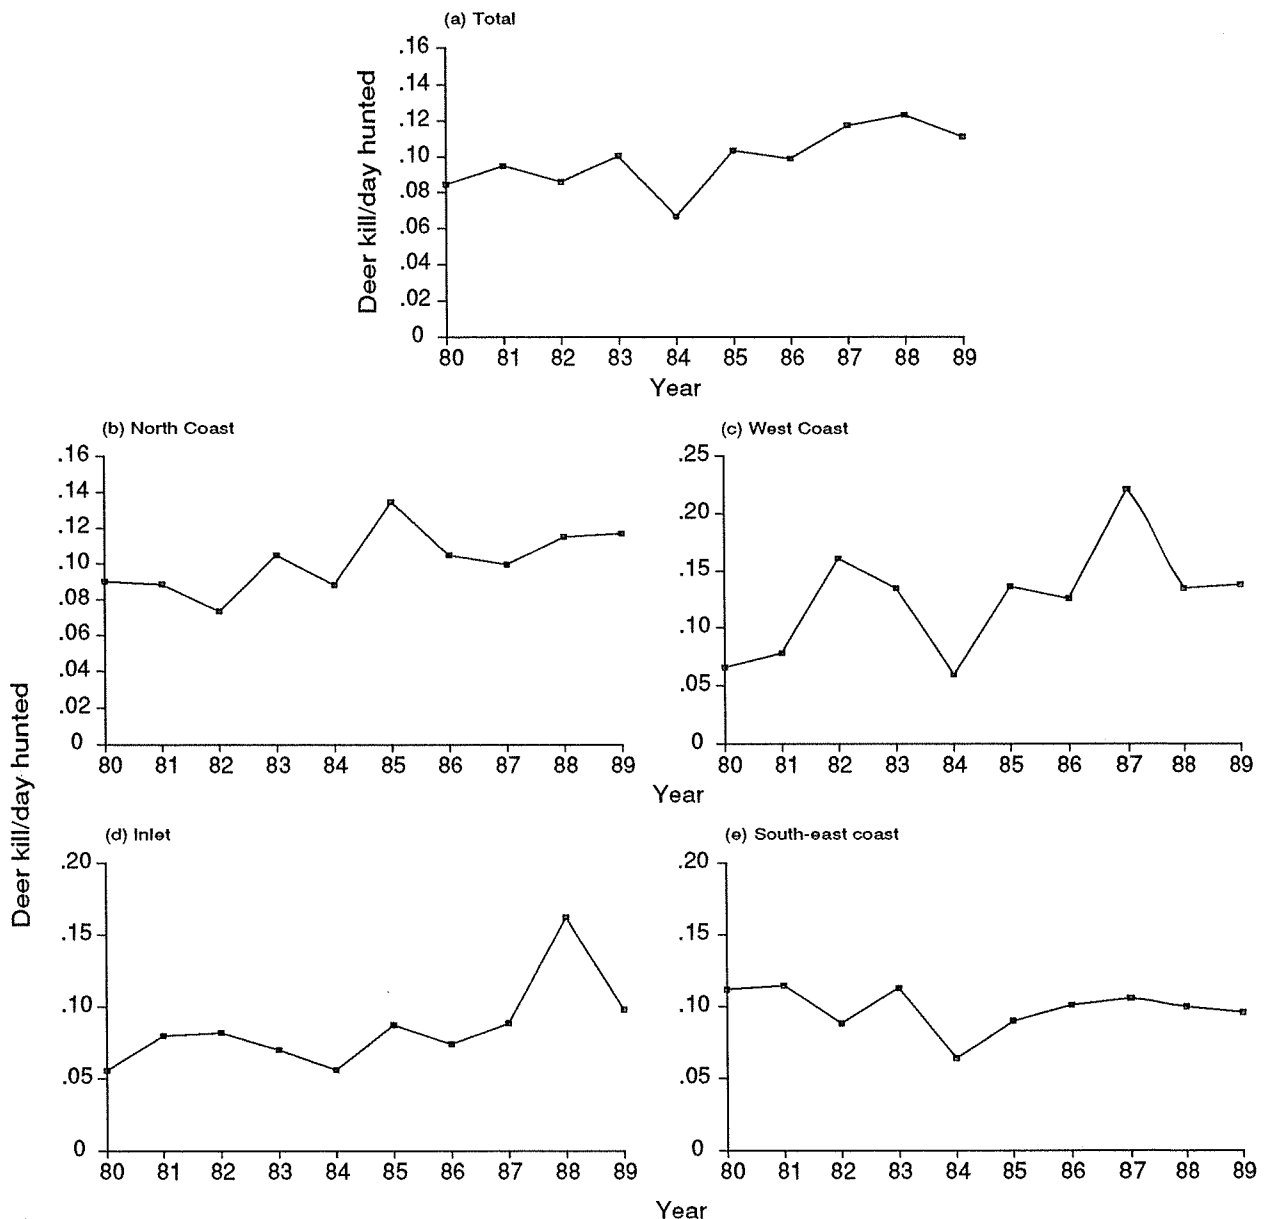 (a) Total
Deer kill/day hunted
.16
.14
.12
.10
.08
.06
.04
.02
0
80 81 82 83 84 85 86 87 88 89
Year
(b) North Coast
.16
.14
.12
.10
.08
.06
.04
.02
0
80 81 82 83 84 85 86 87 88 89
(c) West Coast
.25
.20
.15
.10
.05
0
80 81 82 83 84 85 86 87 88 89
Year
Deer kill/day hunted
(d) Inlet
.20
.15
.10
.05
0
80 81 82 83 84 85 86 87 88 89
(e) South-east coast
.20
.15
.10
.05
0
80 81 82 83 84 85 86 87 88 89
Year